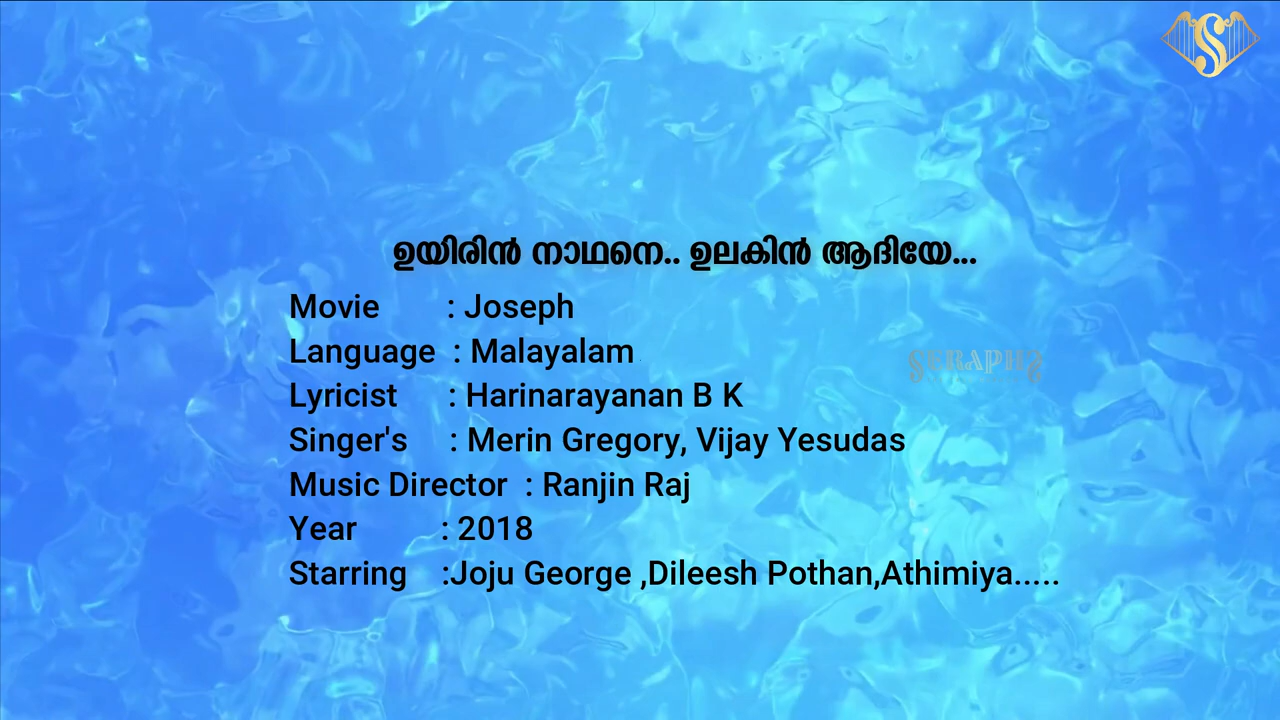 ഉയിരിൻ നാഥനെ.. ഉലകിൻ ആദിയേ...
Movie : Joseph
Language : Malayalam
Lyricist : Harinarayanan B K
Singer's : Merin Gregory, Vijay Yesudas
Music Director : Ranjin Raj
Year : 2018
Starring :Joju George ,Dileesh Pothan,Athimiya.....
SERAPHS